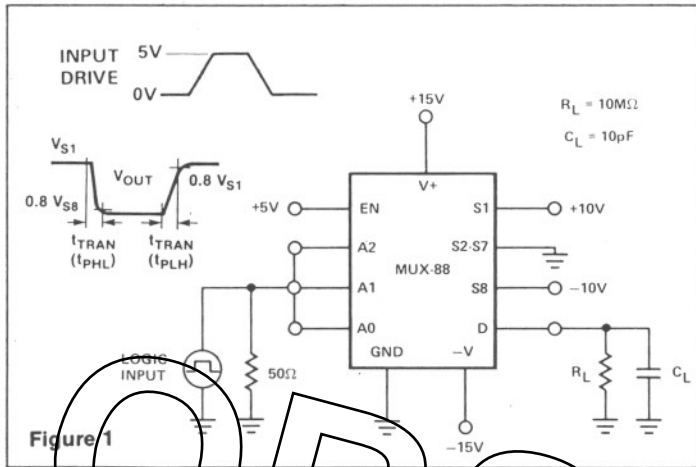 INPUT DRIVE
5V
0V
V_S1
V_OUT
0.8 V_S1
0.8 V_S8
t_TRAN (t_PHL)
t_TRAN (t_PLH)
+15V
R_L = 10MΩ
C_L = 10pF
V+
+5V
EN
S1
+10V
A2
S2-S7
MUX-88
A1
S8
-10V
A0
D
GND
-V
LOGIC INPUT
50Ω
R_L
C_L
-15V
Figure 1